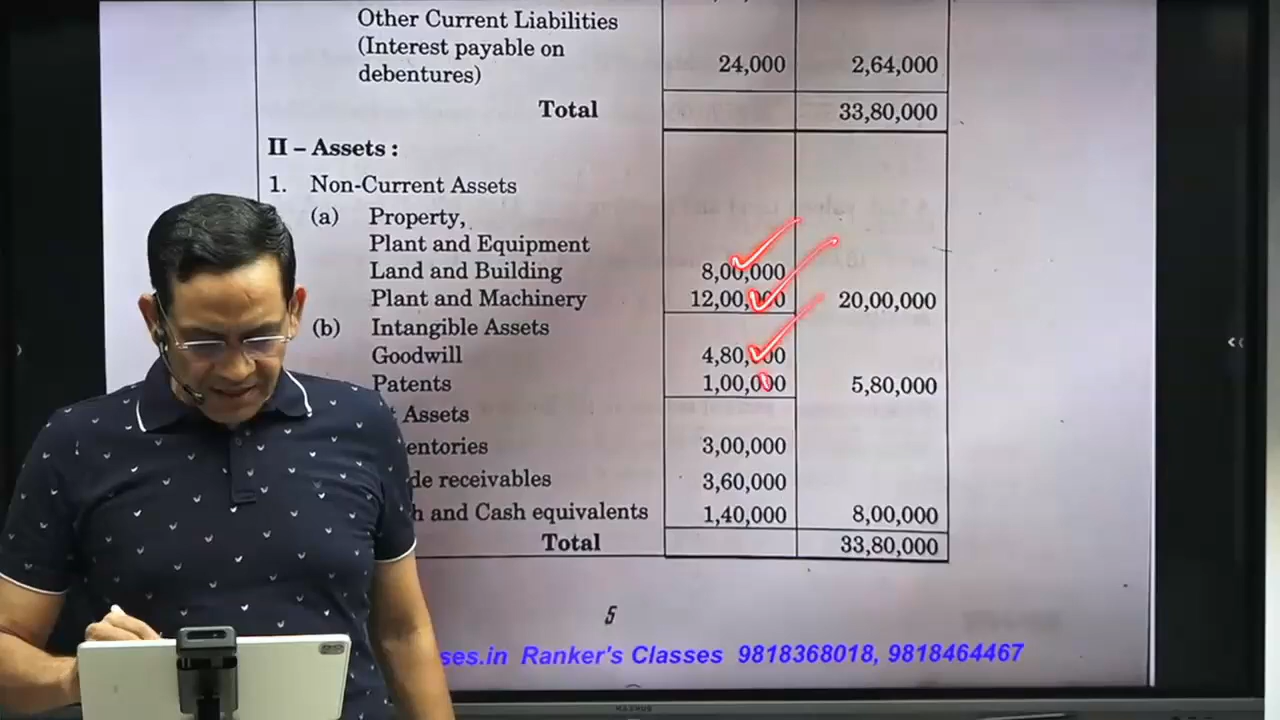 Other Current Liabilities
(Interest payable on
debentures) 24,000 2,64,000
Total 33,80,000
II – Assets :
1. Non-Current Assets
(a) Property,
Plant and Equipment
Land and Building 8,00,000
Plant and Machinery 12,00,000 20,00,000
(b) Intangible Assets
Goodwill 4,80,000
Patents 1,00,000 5,80,000
Assets
entories 3,00,000
de receivables 3,60,000
h and Cash equivalents 1,40,000 8,00,000
Total 33,80,000
5
ses.in Ranker's Classes 9818368018, 9818464467